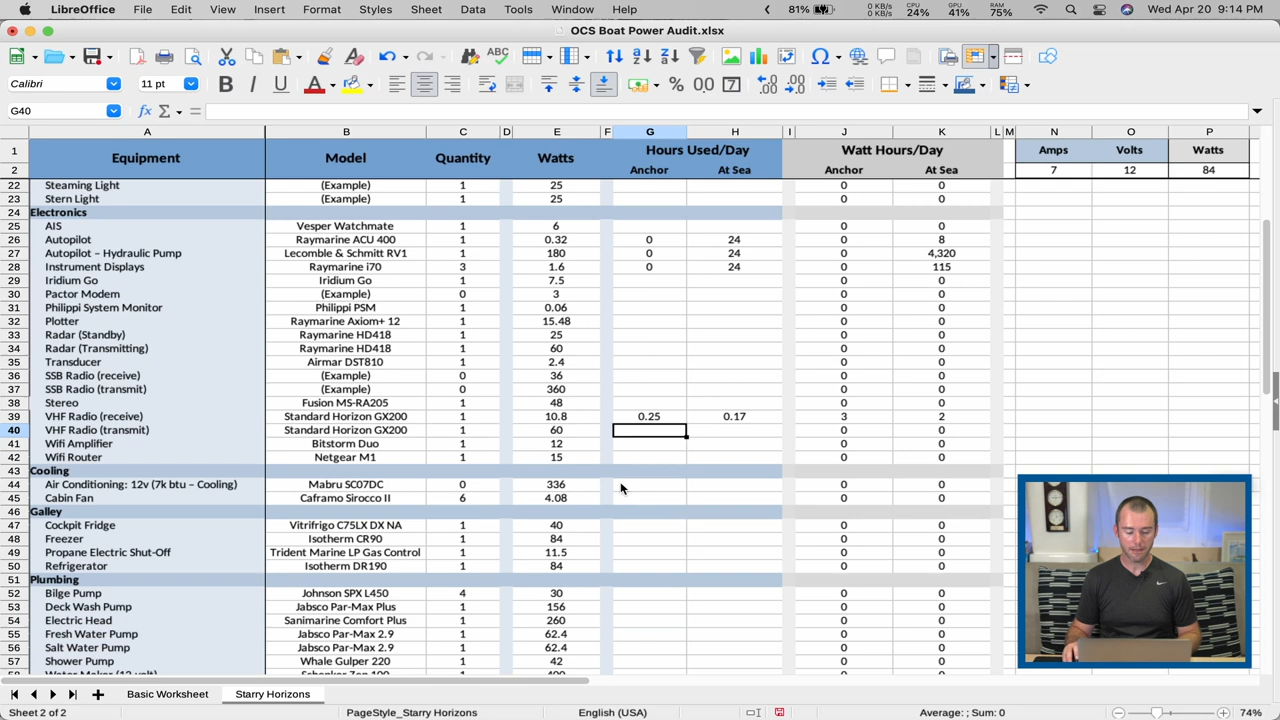 LibreOffice File Edit View Insert Format Styles Sheet Data Tools Window Help 81% 0 KB/s 0 KB/s CPU 24% GPU 41% RAM 75% Wed Apr 20 9:14 PM
OCS Boat Power Audit.xlsx
Calibri 11 pt
G40
A B C D E F G H I J K L M N O P
1 Equipment Model Quantity Watts Hours Used/Day Watt Hours/Day Amps Volts Watts
2 Anchor At Sea Anchor At Sea 7 12 84
22 Steaming Light (Example) 1 25 0 0
23 Stern Light (Example) 1 25 0 0
24 Electronics
25 AIS Vesper Watchmate 1 6 0 0
26 Autopilot Raymarine ACU 400 1 0.32 0 24 0 8
27 Autopilot – Hydraulic Pump Lecomble & Schmitt RV1 1 180 0 24 0 4,320
28 Instrument Displays Raymarine i70 3 1.6 0 24 0 115
29 Iridium Go Iridium Go 1 7.5 0 0
30 Pactor Modem (Example) 0 3 0 0
31 Philippi System Monitor Philippi PSM 1 0.06 0 0
32 Plotter Raymarine Axiom+ 12 1 15.48 0 0
33 Radar (Standby) Raymarine HD418 1 25 0 0
34 Radar (Transmitting) Raymarine HD418 1 60 0 0
35 Transducer Airmar DST810 1 2.4 0 0
36 SSB Radio (receive) (Example) 0 36 0 0
37 SSB Radio (transmit) (Example) 0 360 0 0
38 Stereo Fusion MS-RA205 1 48 0 0
39 VHF Radio (receive) Standard Horizon GX200 1 10.8 0.25 0.17 3 2
40 VHF Radio (transmit) Standard Horizon GX200 1 60 0 0
41 Wifi Amplifier Bitstorm Duo 1 12 0 0
42 Wifi Router Netgear M1 1 15 0 0
43 Cooling
44 Air Conditioning: 12v (7k btu – Cooling) Mabru SC07DC 0 336 0 0
45 Cabin Fan Caframo Sirocco II 6 4.08 0 0
46 Galley
47 Cockpit Fridge Vitrifrigo C75LX DX NA 1 40 0 0
48 Freezer Isotherm CR90 1 84 0 0
49 Propane Electric Shut-Off Trident Marine LP Gas Control 1 11.5 0 0
50 Refrigerator Isotherm DR190 1 84 0 0
51 Plumbing
52 Bilge Pump Johnson SPX L450 4 30 0 0
53 Deck Wash Pump Jabsco Par-Max Plus 1 156 0 0
54 Electric Head Sanimarine Comfort Plus 1 260 0 0
55 Fresh Water Pump Jabsco Par-Max 2.9 1 62.4 0 0
56 Salt Water Pump Jabsco Par-Max 2.9 1 62.4 0 0
57 Shower Pump Whale Gulper 220 1 42 0 0
Basic Worksheet Starry Horizons
Sheet 2 of 2 PageStyle_Starry Horizons English (USA) Average: ; Sum: 0 74%